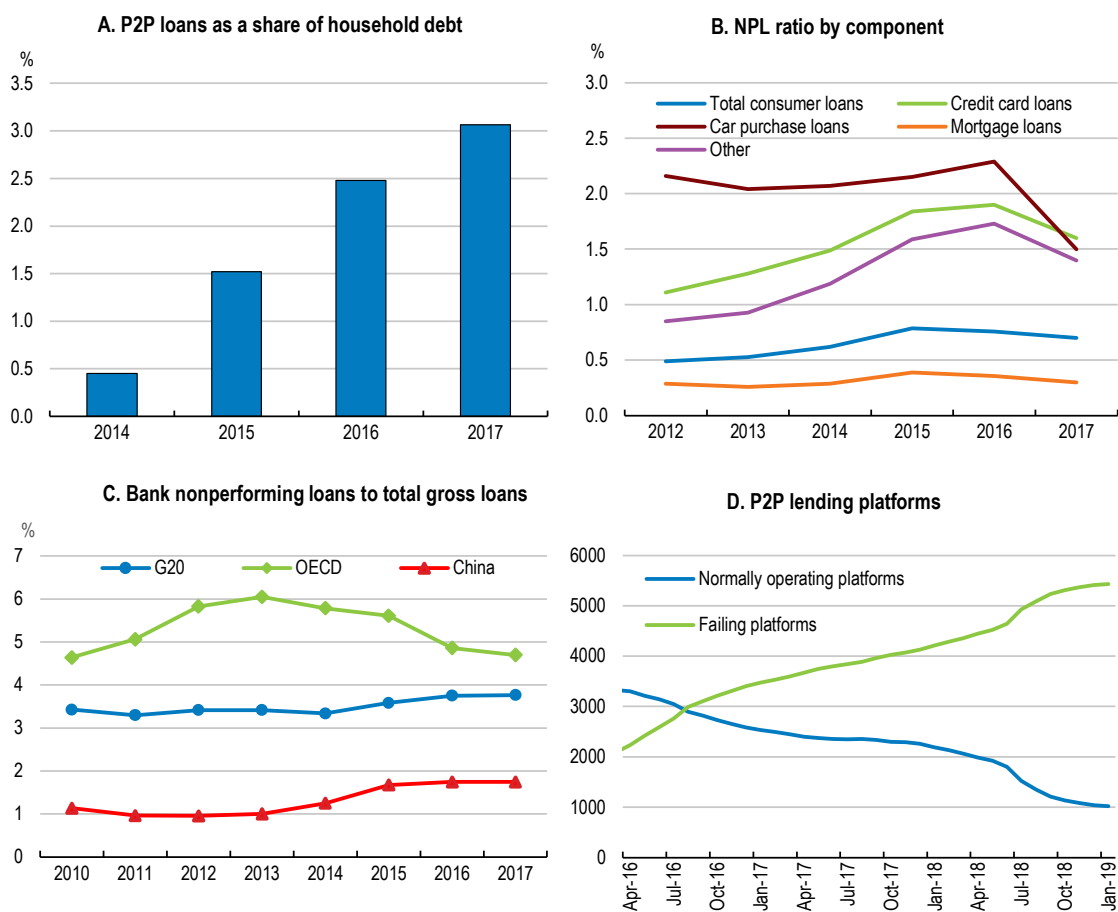 A. P2P loans as a share of household debt
%
3.5
3.0
2.5
2.0
1.5
1.0
0.5
0.0
2014 2015 2016 2017
B. NPL ratio by component
%
3.0
2.5
2.0
1.5
1.0
0.5
0.0
Total consumer loans Credit card loans
Car purchase loans Mortgage loans
Other
2012 2013 2014 2015 2016 2017
C. Bank nonperforming loans to total gross loans
%
7
6
5
4
3
2
1
0
G20 OECD China
2010 2011 2012 2013 2014 2015 2016 2017
D. P2P lending platforms
6000
5000
4000
3000
2000
1000
0
Normally operating platforms
Failing platforms
Apr-16 Jul-16 Oct-16 Jan-17 Apr-17 Jul-17 Oct-17 Jan-18 Apr-18 Jul-18 Oct-18 Jan-19